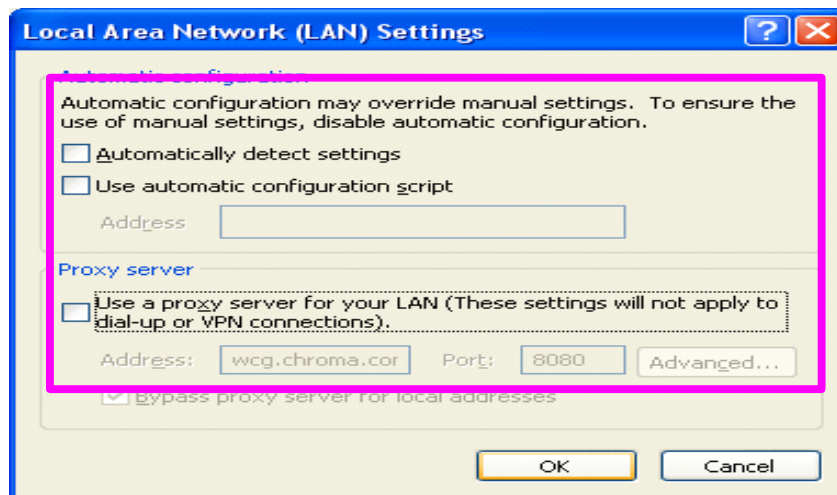 Local Area Network (LAN) Settings
Automatic configuration
Automatic configuration may override manual settings. To ensure the
use of manual settings, disable automatic configuration.
Automatically detect settings
Use automatic configuration script
Address
Proxy server
Use a proxy server for your LAN (These settings will not apply to
dial-up or VPN connections).
Address: wcg.chroma.cor Port: 8080 Advanced...
Bypass proxy server for local addresses
OK Cancel